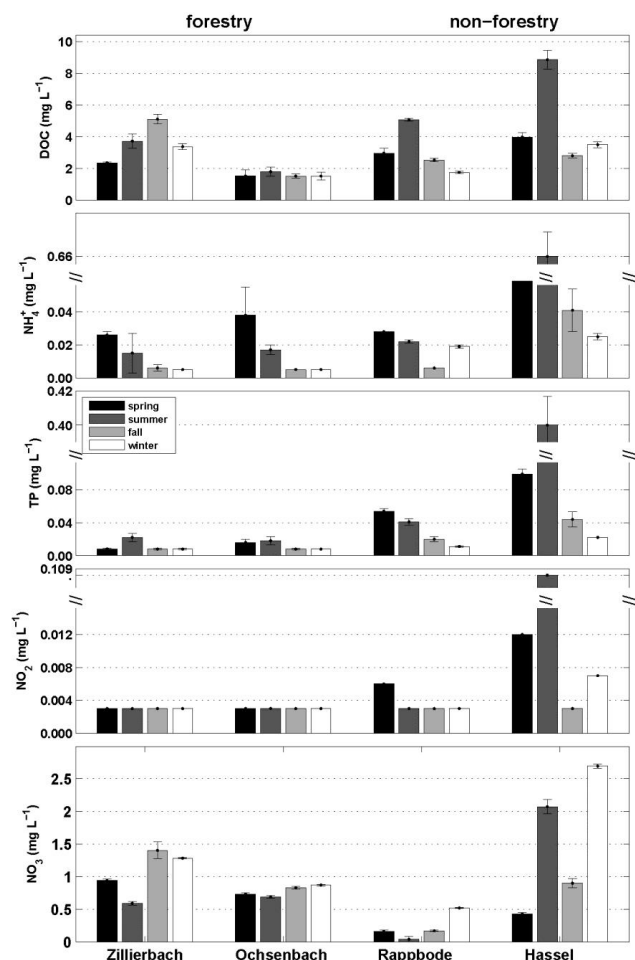 forestry non-forestry
10
8
6
4
2
0
DOC (mg L⁻¹)
0.66
0.04
0.02
0.00
NH₄⁺ (mg L⁻¹)
0.42
0.40
0.08
0.04
0.00
TP (mg L⁻¹)
spring
summer
fall
winter
0.109
0.012
0.008
0.004
0.000
NO₂ (mg L⁻¹)
2.5
2
1.5
1
0.5
0
NO₃ (mg L⁻¹)
Zillierbach Ochsenbach Rappbode Hassel